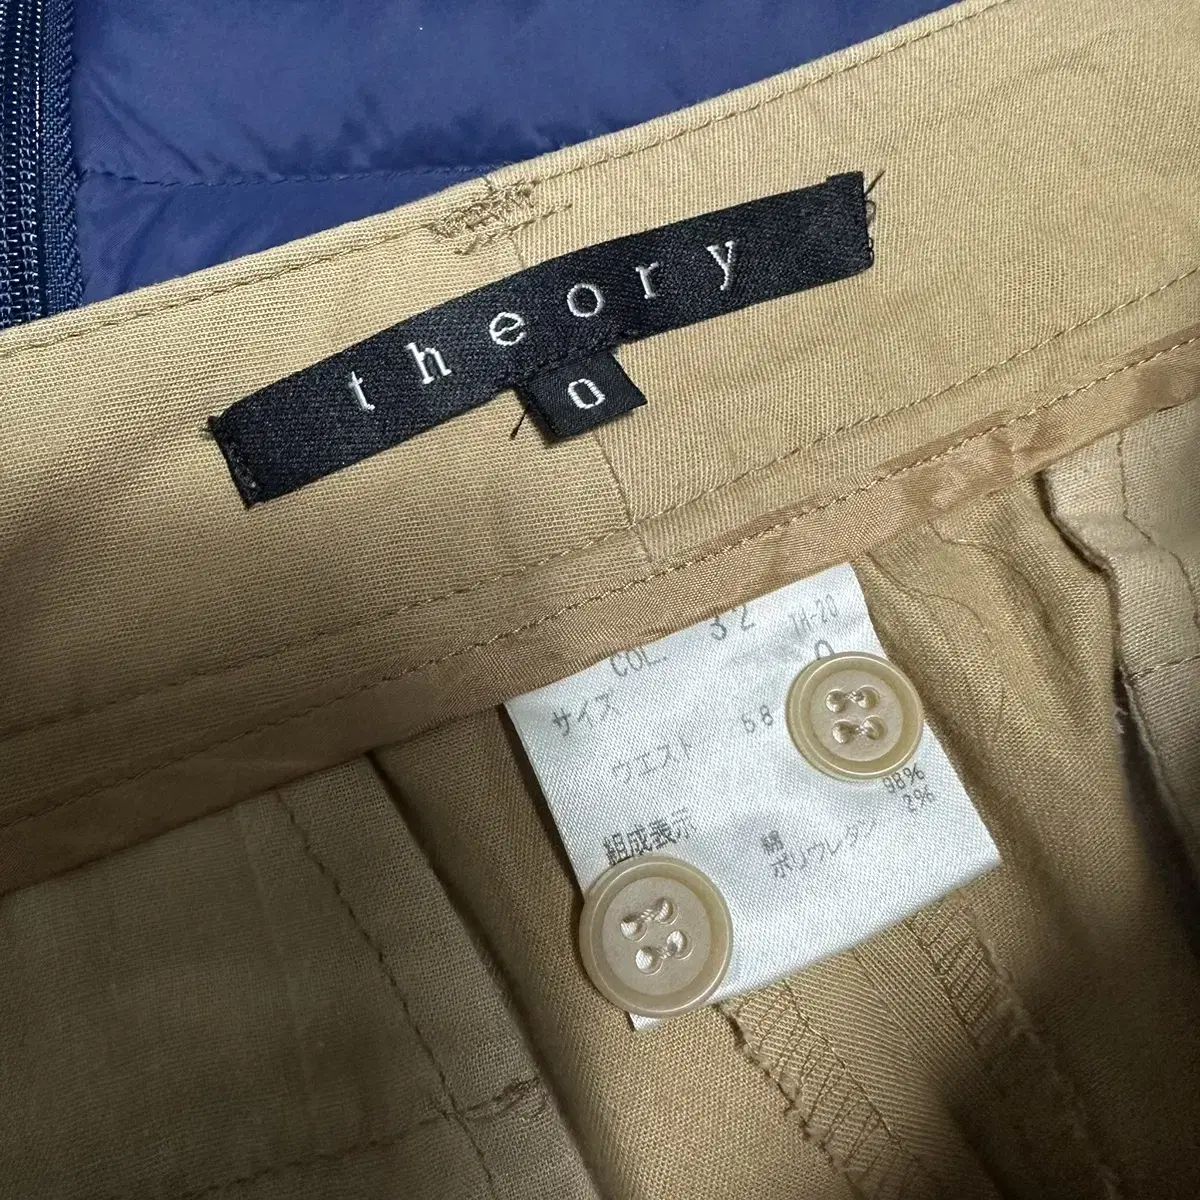 theory
0
TH-20
COL. 32
サイズ 0
ウエスト 68
組成表示
綿 98%
ポリウレタン 2%